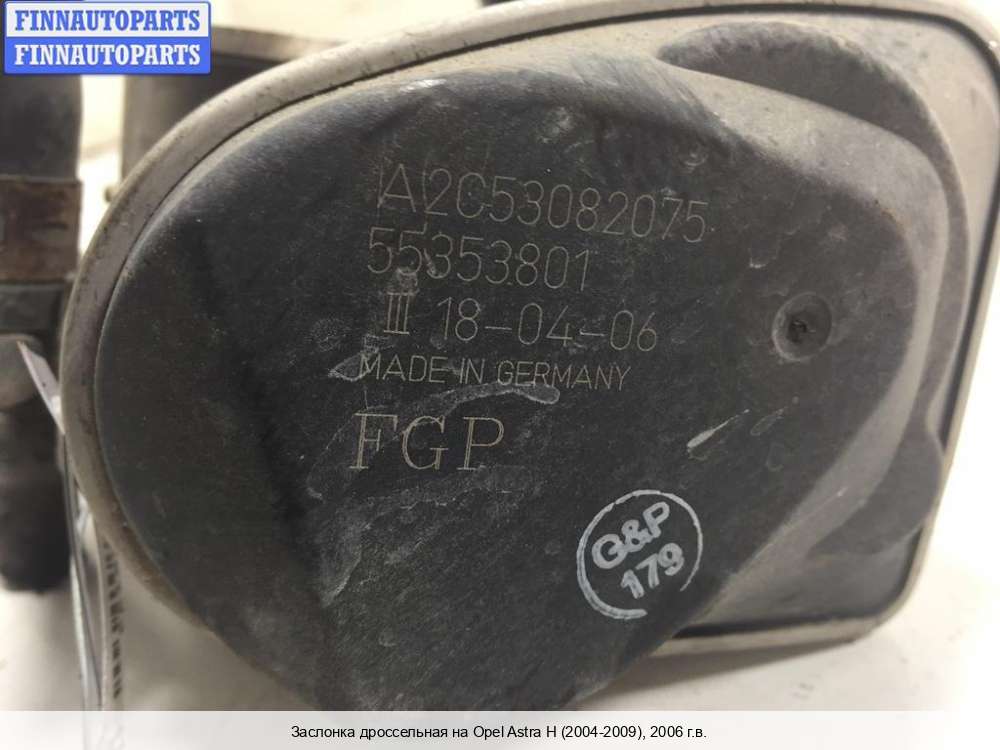 FINNAUTOPARTS
FINNAUTOPARTS
A2C53082075
55353801
III 18-04-06
MADE IN GERMANY
FGP
G&P
179
Заслонка дроссельная на Opel Astra H (2004-2009), 2006 г.в.